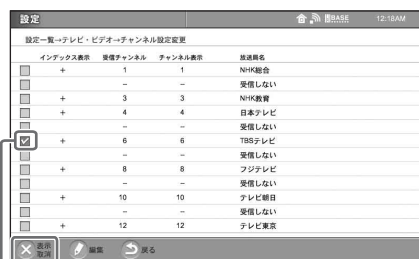 設定 BASE 12:18AM
設定一覧→テレビ・ビデオ→チャンネル設定変更
インデックス表示 受信チャンネル チャンネル表示 放送局名
+ 1 1 NHK総合
− − 受信しない
+ 3 3 NHK教育
+ 4 4 日本テレビ
− − 受信しない
+ 6 6 TBSテレビ
− − 受信しない
+ 8 8 フジテレビ
− − 受信しない
+ 10 10 テレビ朝日
− − 受信しない
+ 12 12 テレビ東京
表示取消 編集 戻る